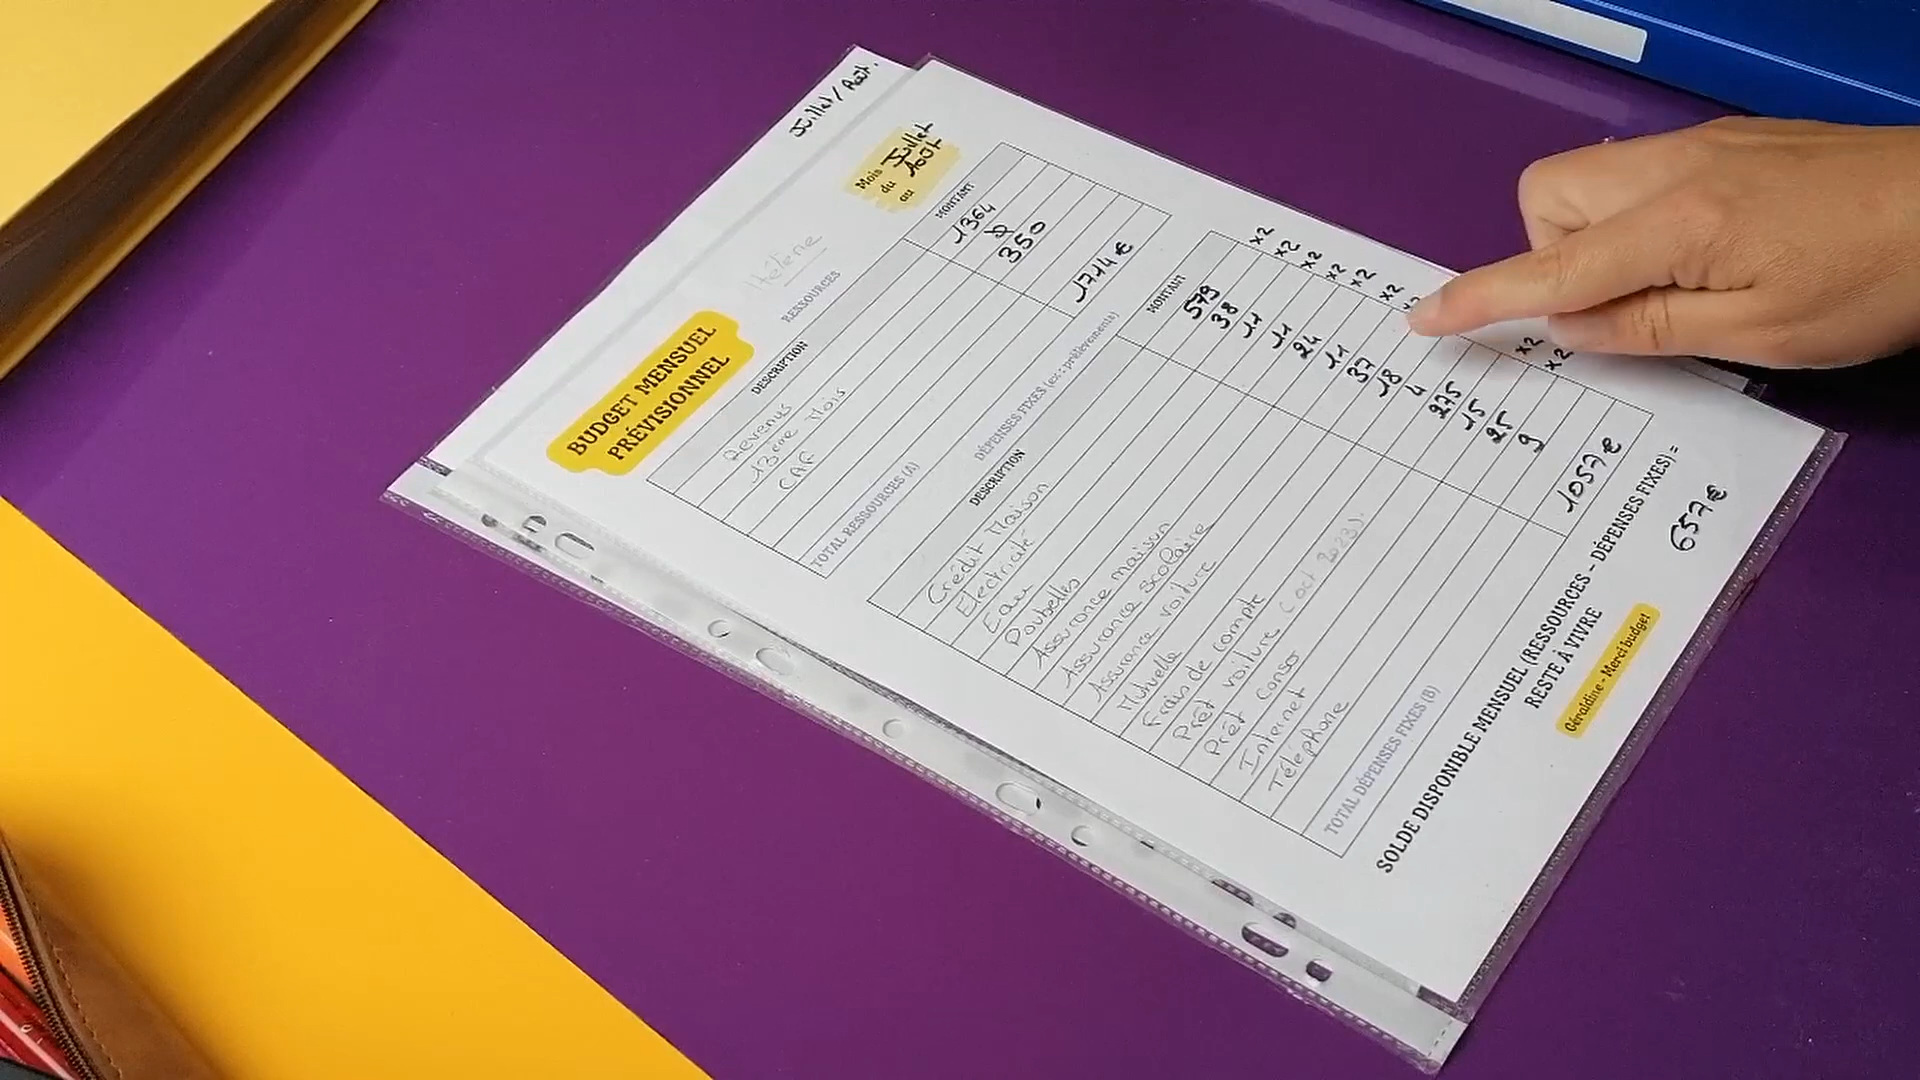 Juillet / Août.
Mois Juillet
du Août
au
Hélène
BUDGET MENSUEL
PRÉVISIONNEL
RESSOURCES
DESCRIPTION MONTANT
Revenus 1364
13ème Mois
CAF 350
TOTAL RESSOURCES (A) 1714 €
DÉPENSES FIXES (ex : prélèvements)
DESCRIPTION MONTANT
Crédit Maison 579 x2
Electricité 38 x2
Eau 11 x2
Poubelles 11 x2
Assurance maison 24 x2
Assurance scolaire 11 x2
Assurance voiture 37
Mutuelle 18
Frais de compte 4
Prêt voiture (oct 2023). 275
Prêt Conso 15
Internet 25 x2
Téléphone 9 x2
TOTAL DÉPENSES FIXES (B) 1057 €
SOLDE DISPONIBLE MENSUEL (RESSOURCES - DÉPENSES FIXES) =
RESTE À VIVRE 657 €
Géraldine - Merci budget